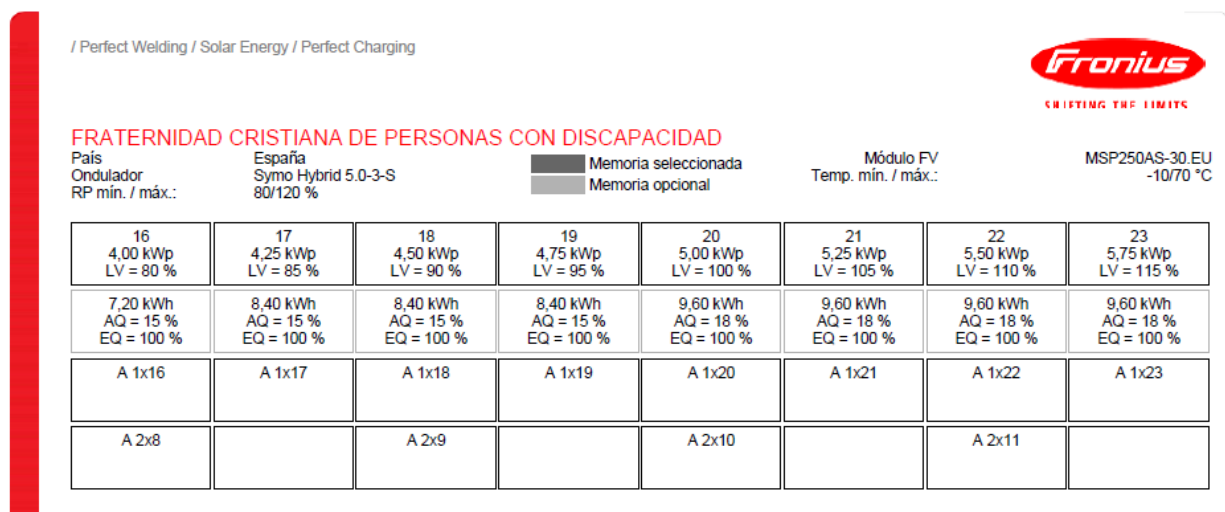 / Perfect Welding / Solar Energy / Perfect Charging
Fronius
SHIFTING THE LIMITS
FRATERNIDAD CRISTIANA DE PERSONAS CON DISCAPACIDAD
País España Memoria seleccionada Módulo FV MSP250AS-30.EU
Ondulador Symo Hybrid 5.0-3-S Memoria opcional Temp. mín. / máx.: -10/70 °C
RP mín. / máx.: 80/120 %
16 17 18 19 20 21 22 23
4,00 kWp 4,25 kWp 4,50 kWp 4,75 kWp 5,00 kWp 5,25 kWp 5,50 kWp 5,75 kWp
LV = 80 % LV = 85 % LV = 90 % LV = 95 % LV = 100 % LV = 105 % LV = 110 % LV = 115 %
7,20 kWh 8,40 kWh 8,40 kWh 8,40 kWh 9,60 kWh 9,60 kWh 9,60 kWh 9,60 kWh
AQ = 15 % AQ = 15 % AQ = 15 % AQ = 15 % AQ = 18 % AQ = 18 % AQ = 18 % AQ = 18 %
EQ = 100 % EQ = 100 % EQ = 100 % EQ = 100 % EQ = 100 % EQ = 100 % EQ = 100 % EQ = 100 %
A 1x16 A 1x17 A 1x18 A 1x19 A 1x20 A 1x21 A 1x22 A 1x23
A 2x8 A 2x9 A 2x10 A 2x11